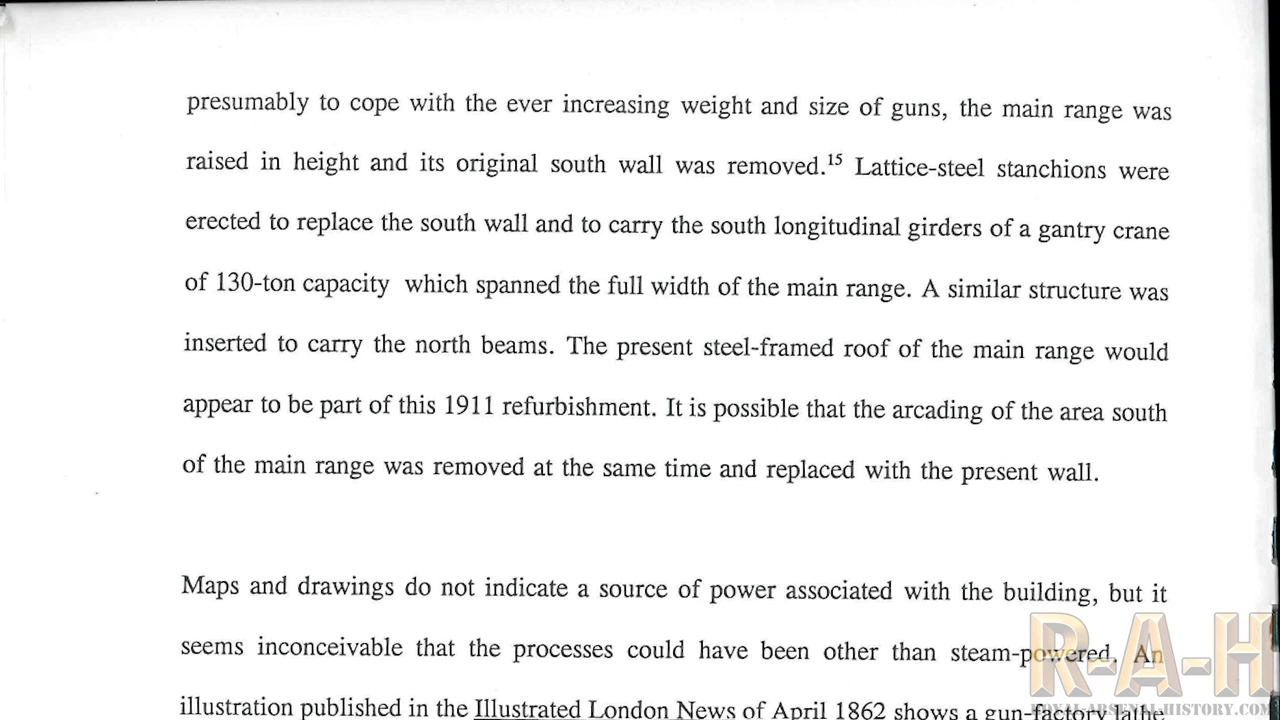 presumably to cope with the ever increasing weight and size of guns, the main range was
raised in height and its original south wall was removed.¹⁵ Lattice-steel stanchions were
erected to replace the south wall and to carry the south longitudinal girders of a gantry crane
of 130-ton capacity which spanned the full width of the main range. A similar structure was
inserted to carry the north beams. The present steel-framed roof of the main range would
appear to be part of this 1911 refurbishment. It is possible that the arcading of the area south
of the main range was removed at the same time and replaced with the present wall.
Maps and drawings do not indicate a source of power associated with the building, but it
seems inconceivable that the processes could have been other than steam-powered. An
illustration published in the Illustrated London News of April 1862 shows a gun-factory lathe
R-A-H
ROYAL-ARSENAL-HISTORY.COM